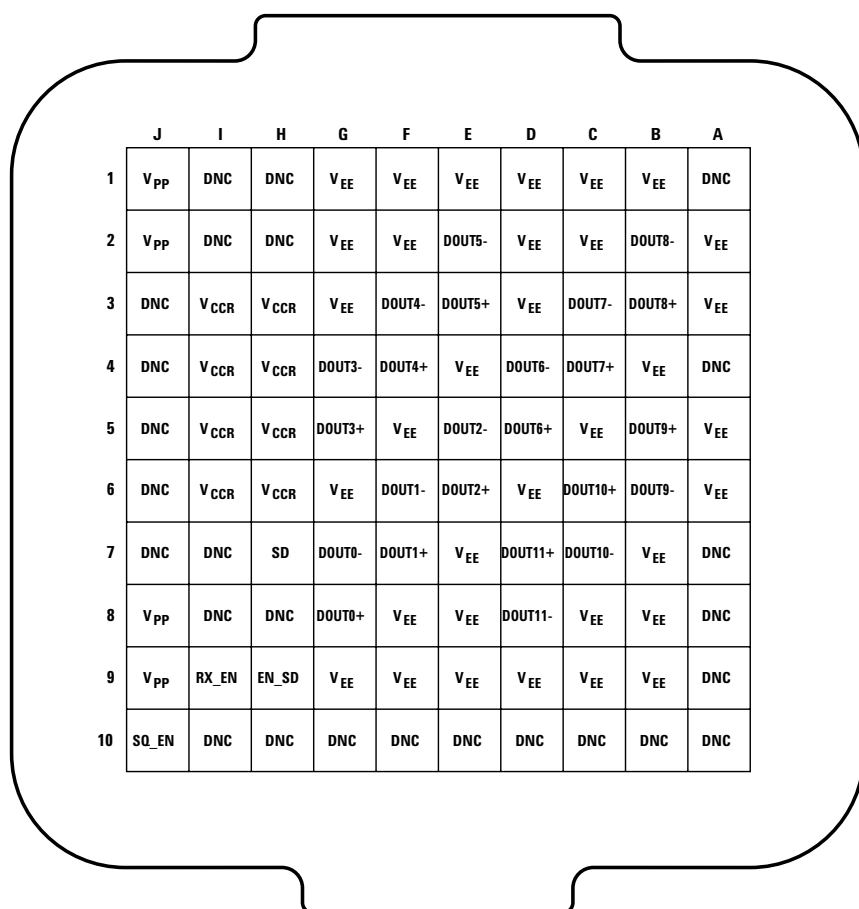 J I H G F E D C B A
1 VPP DNC DNC VEE VEE VEE VEE VEE VEE DNC
2 VPP DNC DNC VEE VEE DOUT5- VEE VEE DOUT8- VEE
3 DNC VCCR VCCR VEE DOUT4- DOUT5+ VEE DOUT7- DOUT8+ VEE
4 DNC VCCR VCCR DOUT3- DOUT4+ VEE DOUT6- DOUT7+ VEE DNC
5 DNC VCCR VCCR DOUT3+ VEE DOUT2- DOUT6+ VEE DOUT9+ VEE
6 DNC VCCR VCCR VEE DOUT1- DOUT2+ VEE DOUT10+ DOUT9- VEE
7 DNC DNC SD DOUT0- DOUT1+ VEE DOUT11+ DOUT10- VEE DNC
8 VPP DNC DNC DOUT0+ VEE VEE DOUT11- VEE VEE DNC
9 VPP RX_EN EN_SD VEE VEE VEE VEE VEE VEE DNC
10 SQ_EN DNC DNC DNC DNC DNC DNC DNC DNC DNC